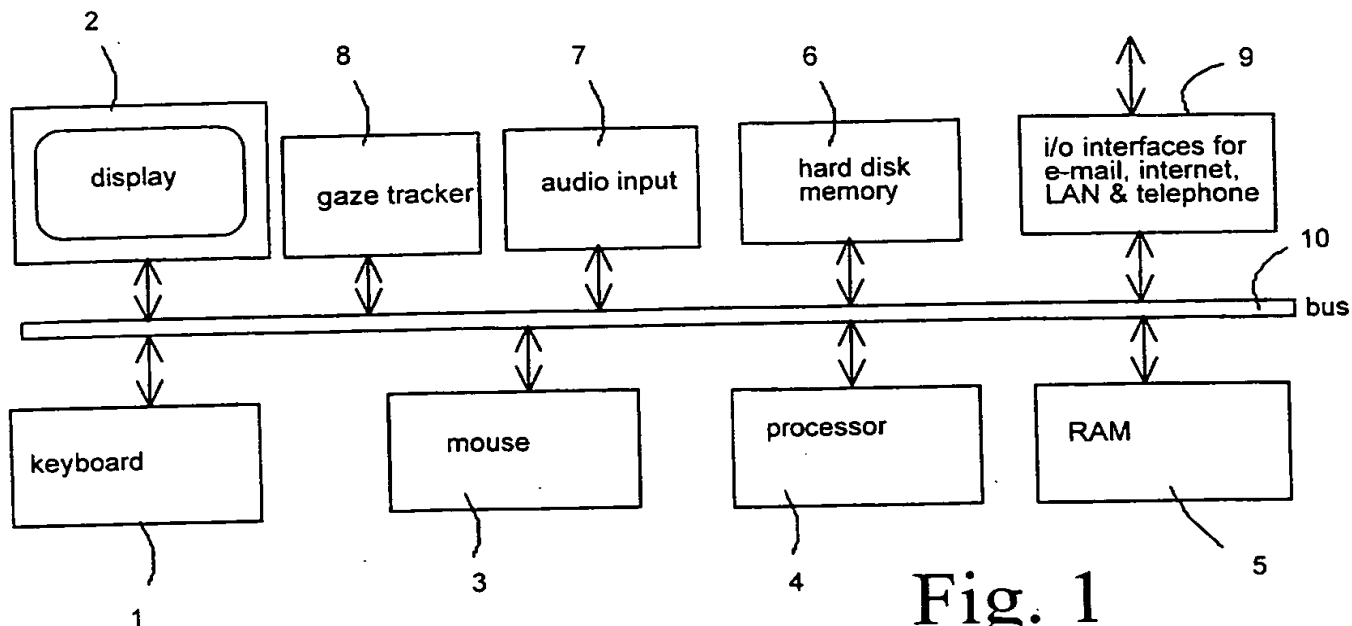 2
8
7
6
9
display
gaze tracker
audio input
hard disk
memory
i/o interfaces for
e-mail, internet,
LAN & telephone
10
bus
keyboard
mouse
processor
RAM
1
3
4
5
Fig. 1